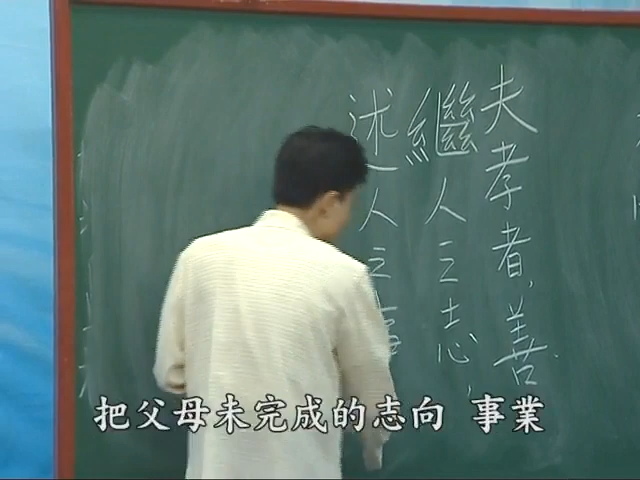 夫孝者，善
繼人之志，
述人之事
把父母未完成的志向 事業